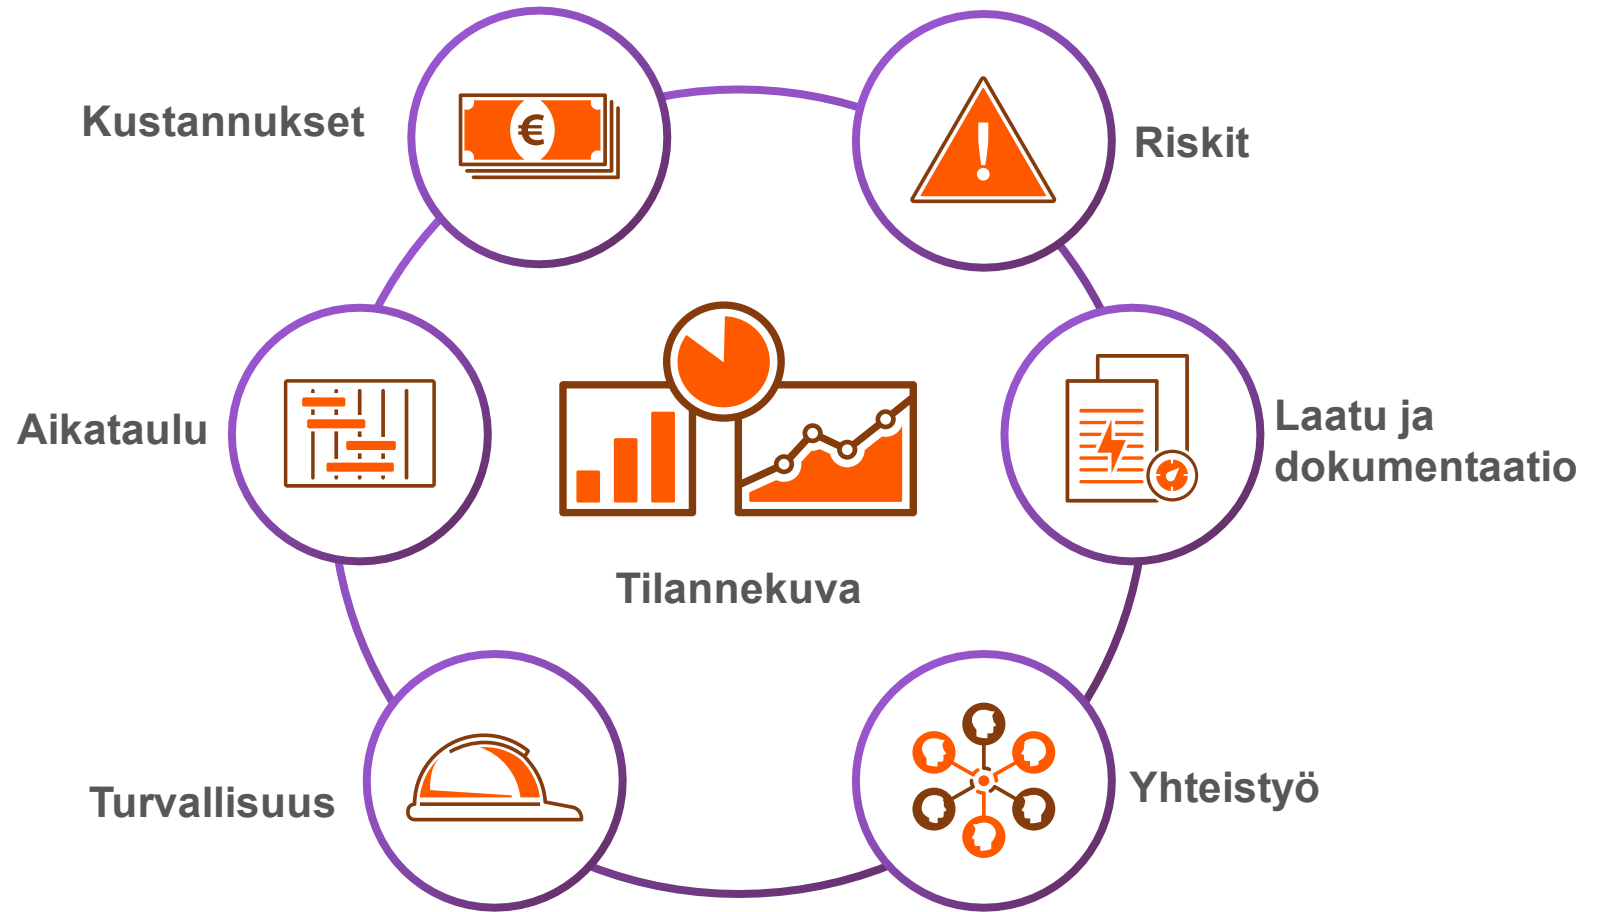 Kustannukset
€
Riskit
Aikataulu
Laatu ja
dokumentaatio
Tilannekuva
Turvallisuus
Yhteistyö